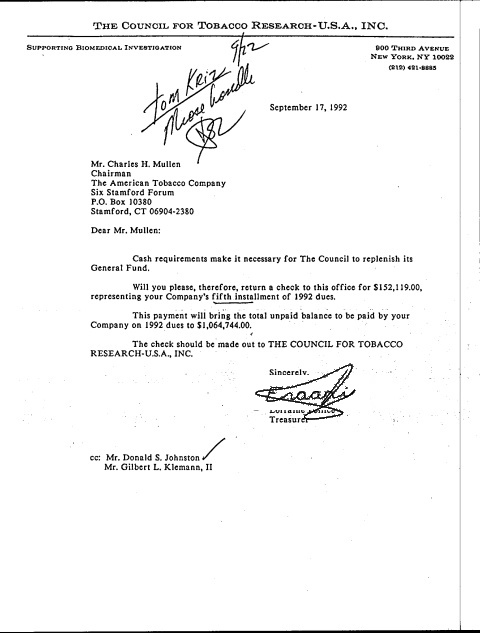 THE COUNCIL FOR TOBACCO RESEARCH-U.S.A., INC.
SUPPORTING BIOMEDICAL INVESTIGATION
900 THIRD AVENUE
NEW YORK, NY 10022
(212) 421-8885
9/22
Tom KRIZ
Please handle
September 17, 1992
Mr. Charles H. Mullen
Chairman
The American Tobacco Company
Six Stamford Forum
P.O. Box 10380
Stamford, CT 06904-2380
Dear Mr. Mullen:
Cash requirements make it necessary for The Council to replenish its
General Fund.
Will you please, therefore, return a check to this office for $152,119.00,
representing your Company's fifth installment of 1992 dues.
This payment will bring the total unpaid balance to be paid by your
Company on 1992 dues to $1,064,744.00.
The check should be made out to THE COUNCIL FOR TOBACCO
RESEARCH-U.S.A., INC.
Sincerely,
Lorraine
Treasurer
cc: Mr. Donald S. Johnston
Mr. Gilbert L. Klemann, II